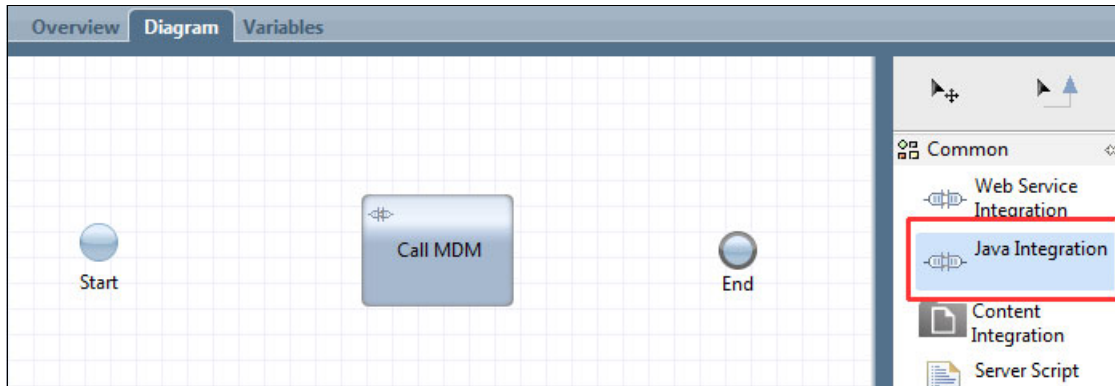 Overview Diagram Variables
Common
Web Service
Integration
Call MDM
Java Integration
Start
End
Content
Integration
Server Script